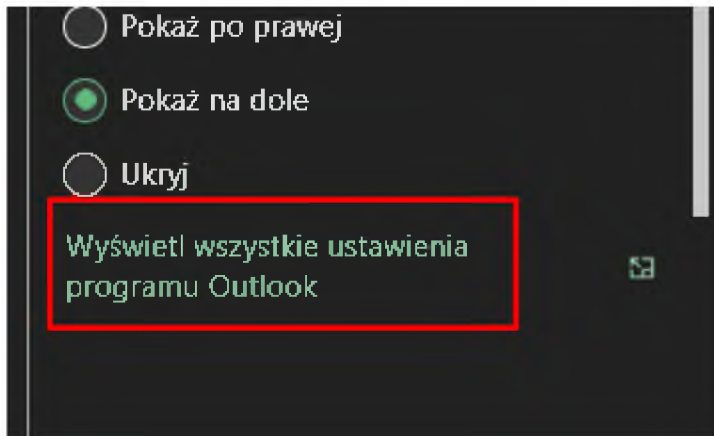 Pokaż po prawej
Pokaż na dole
Ukryj
Wyświetl wszystkie ustawienia
programu Outlook